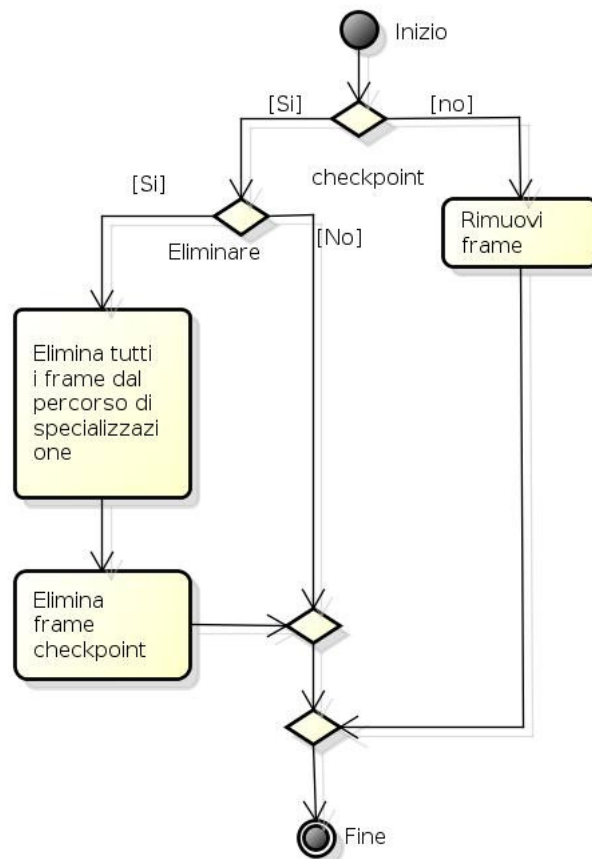 Inizio
[Si]
[no]
checkpoint
[Si]
Eliminare
[No]
Rimuovi
frame
Elimina tutti
i frame dal
percorso di
specializzazi
one
Elimina
frame
checkpoint
Fine